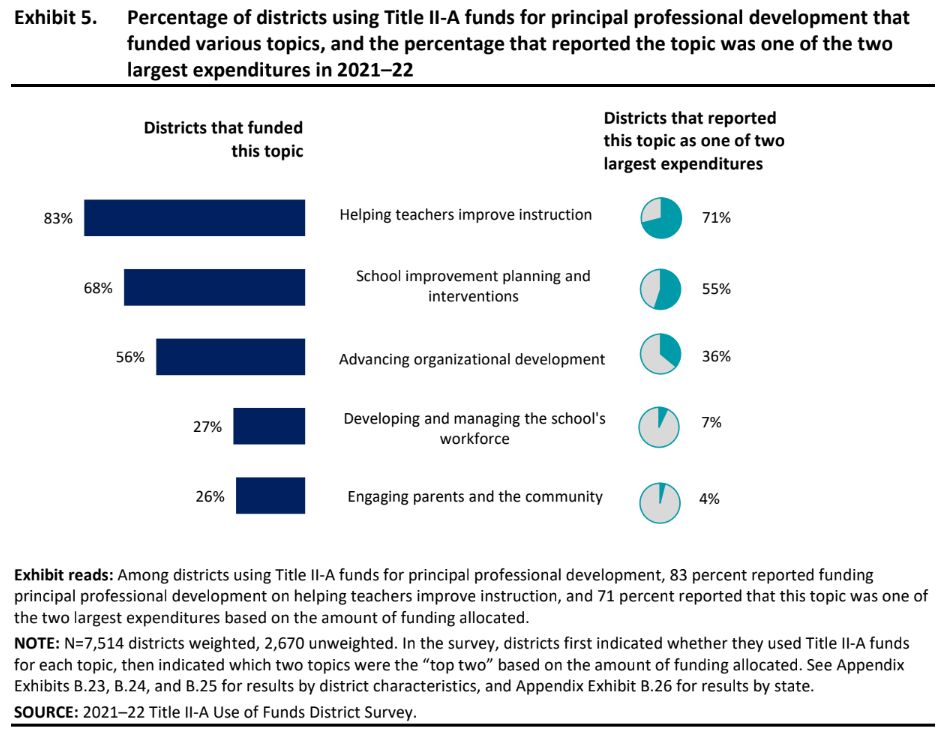 Exhibit 5. Percentage of districts using Title II-A funds for principal professional development that
funded various topics, and the percentage that reported the topic was one of the two
largest expenditures in 2021–22
Districts that funded
this topic
Districts that reported
this topic as one of two
largest expenditures
83% Helping teachers improve instruction 71%
School improvement planning and
68% interventions 55%
56% Advancing organizational development 36%
Developing and managing the school's
27% workforce 7%
26% Engaging parents and the community 4%
Exhibit reads: Among districts using Title II-A funds for principal professional development, 83 percent reported funding
principal professional development on helping teachers improve instruction, and 71 percent reported that this topic was one of
the two largest expenditures based on the amount of funding allocated.
NOTE: N=7,514 districts weighted, 2,670 unweighted. In the survey, districts first indicated whether they used Title II-A funds
for each topic, then indicated which two topics were the “top two” based on the amount of funding allocated. See Appendix
Exhibits B.23, B.24, and B.25 for results by district characteristics, and Appendix Exhibit B.26 for results by state.
SOURCE: 2021–22 Title II-A Use of Funds District Survey.